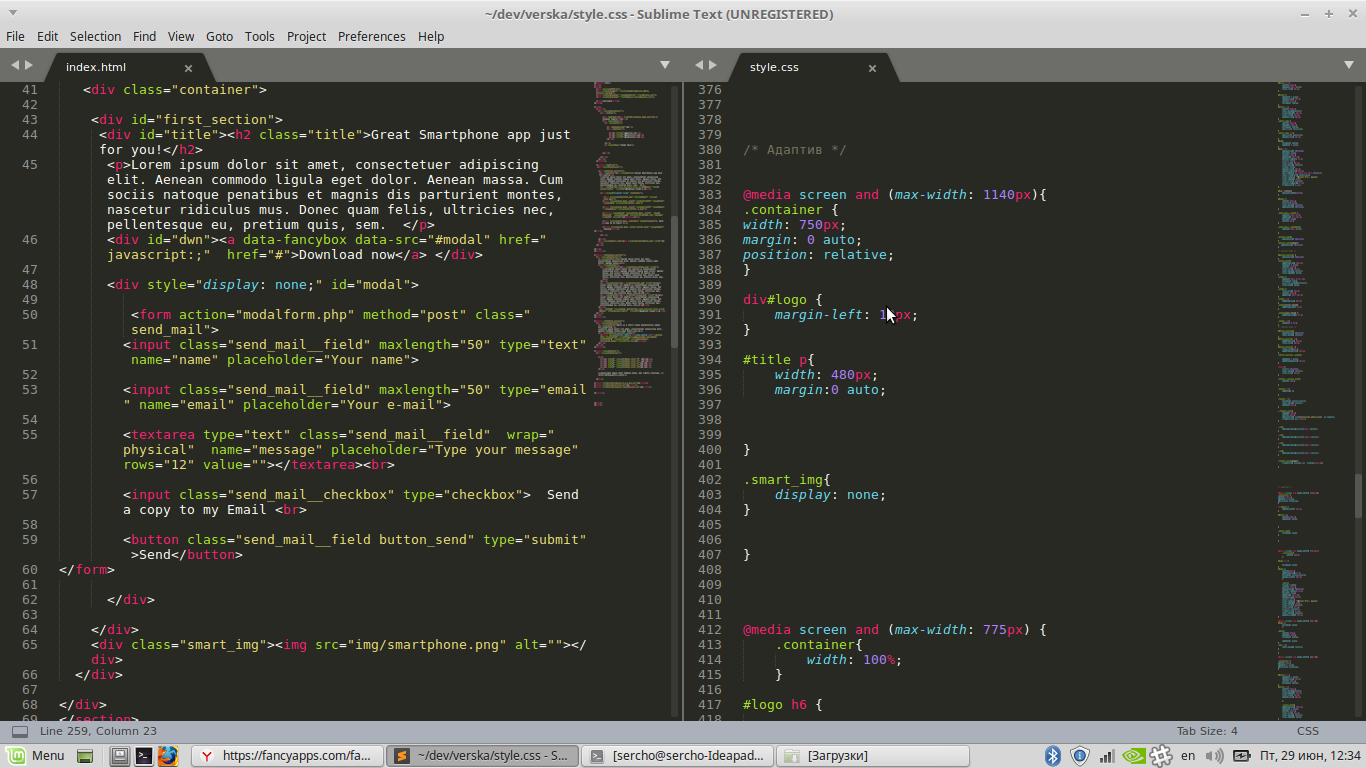 ~/dev/verska/style.css - Sublime Text (UNREGISTERED)
File Edit Selection Find View Goto Tools Project Preferences Help
index.html
41 <div class="container">
42
43 <div id="first_section">
44 <div id="title"><h2 class="title">Great Smartphone app just
for you!</h2>
45 <p>Lorem ipsum dolor sit amet, consectetuer adipiscing
elit. Aenean commodo ligula eget dolor. Aenean massa. Cum
sociis natoque penatibus et magnis dis parturient montes,
nascetur ridiculus mus. Donec quam felis, ultricies nec,
pellentesque eu, pretium quis, sem.  </p>
46 <div id="dwn"><a data-fancybox data-src="#modal" href="
javascript:;"  href="#">Download now</a> </div>
47
48 <div style="display: none;" id="modal">
49
50 <form action="modalform.php" method="post" class="
send_mail">
51 <input class="send_mail__field" maxlength="50" type="text"
name="name" placeholder="Your name">
52
53 <input class="send_mail__field" maxlength="50" type="email
" name="email" placeholder="Your e-mail">
54
55 <textarea type="text" class="send_mail__field"  wrap="
physical"  name="message" placeholder="Type your message"
rows="12" value=""></textarea><br>
56
57 <input class="send_mail__checkbox" type="checkbox">  Send
a copy to my Email <br>
58
59 <button class="send_mail__field button_send" type="submit"
>Send</button>
60 </form>
61
62 </div>
63
64 </div>
65 <div class="smart_img"><img src="img/smartphone.png" alt=""></
div>
66 </div>
67
68 </div>
69 </section>
style.css
376
377
378
379
380 /* Адаптив */
381
382
383 @media screen and (max-width: 1140px){
384 .container {
385 width: 750px;
386 margin: 0 auto;
387 position: relative;
388 }
389
390 div#logo {
391 margin-left: px;
392 }
393
394 #title p{
395 width: 480px;
396 margin:0 auto;
397
398
399
400 }
401
402 .smart_img{
403 display: none;
404 }
405
406
407 }
408
409
410
411
412 @media screen and (max-width: 775px) {
413 .container{
414 width: 100%;
415 }
416
417 #logo h6 {
418
Line 259, Column 23 Tab Size: 4 CSS
Menu https://fancyapps.com/fa... ~/dev/verska/style.css - S... [sercho@sercho-Ideapad... [Загрузки] en Пт, 29 июн, 12:34